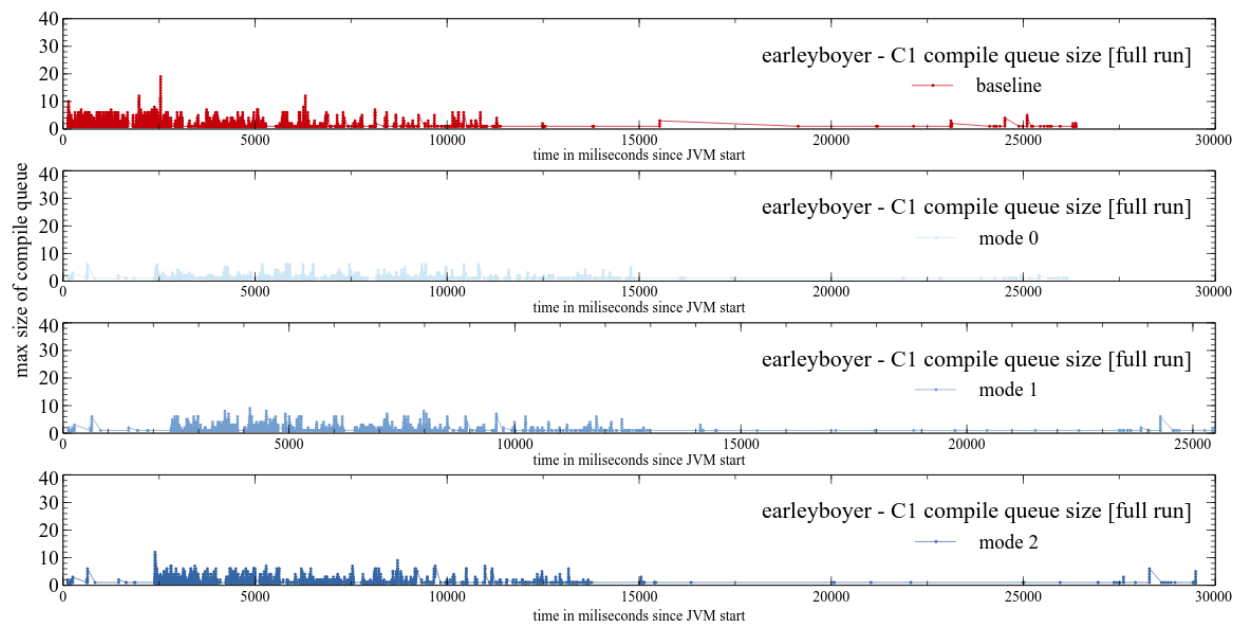 max size of compile queue
40
30
20
10
0
earleyboyer - C1 compile queue size [full run]
baseline
0 5000 10000 15000 20000 25000 30000
time in miliseconds since JVM start
40
30
20
10
0
earleyboyer - C1 compile queue size [full run]
mode 0
0 5000 10000 15000 20000 25000 30000
time in miliseconds since JVM start
40
30
20
10
0
earleyboyer - C1 compile queue size [full run]
mode 1
0 5000 10000 15000 20000 25000
time in miliseconds since JVM start
40
30
20
10
0
earleyboyer - C1 compile queue size [full run]
mode 2
0 5000 10000 15000 20000 25000 30000
time in miliseconds since JVM start